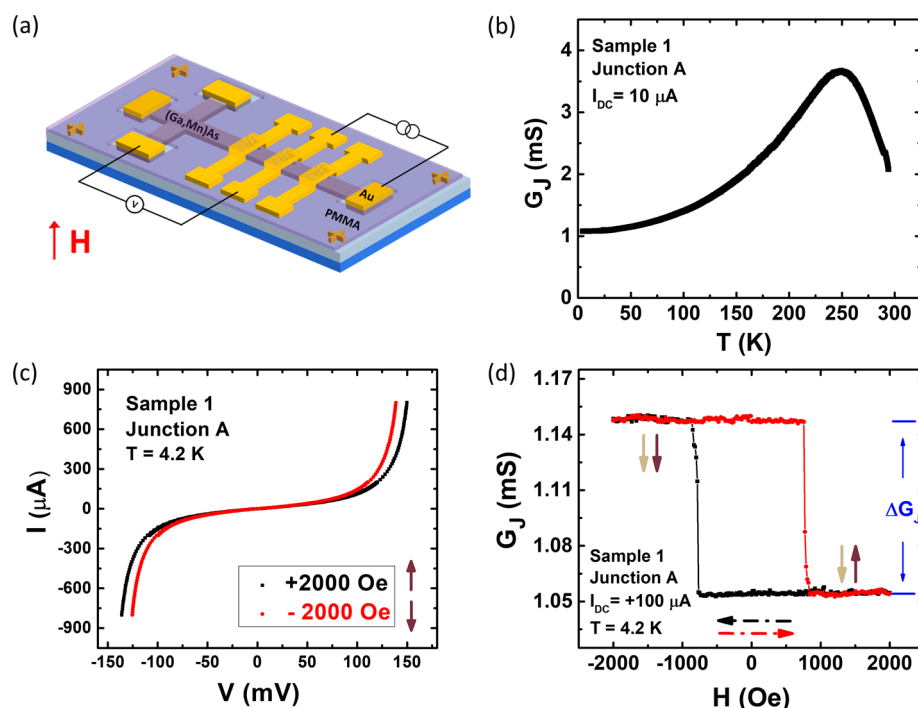 (a)
(Ga,Mn)As
Au
PMMA
V
H
(b)
Sample 1
Junction A
I_DC = 10 μA
G_J (mS)
4
3
2
1
0 50 100 150 200 250 300
T (K)
(c)
Sample 1
Junction A
T = 4.2 K
I (μA)
900
600
300
0
-300
-600
-900
+2000 Oe
- 2000 Oe
-150 -100 -50 0 50 100 150
V (mV)
(d)
1.17
1.14
1.11
1.08
1.05
1.02
G_J (mS)
ΔG_J
Sample 1
Junction A
I_DC = +100 μA
T = 4.2 K
-2000 -1000 0 1000 2000
H (Oe)